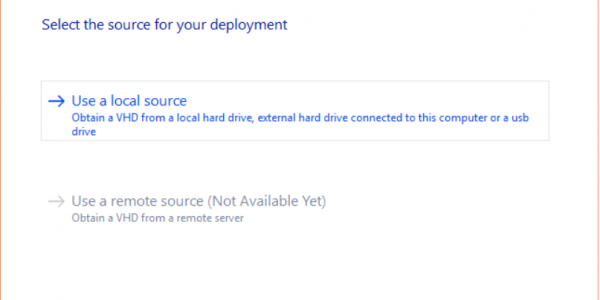 Select the source for your deployment
Use a local source
Obtain a VHD from a local hard drive, external hard drive connected to this computer or a usb
drive
Use a remote source (Not Available Yet)
Obtain a VHD from a remote server